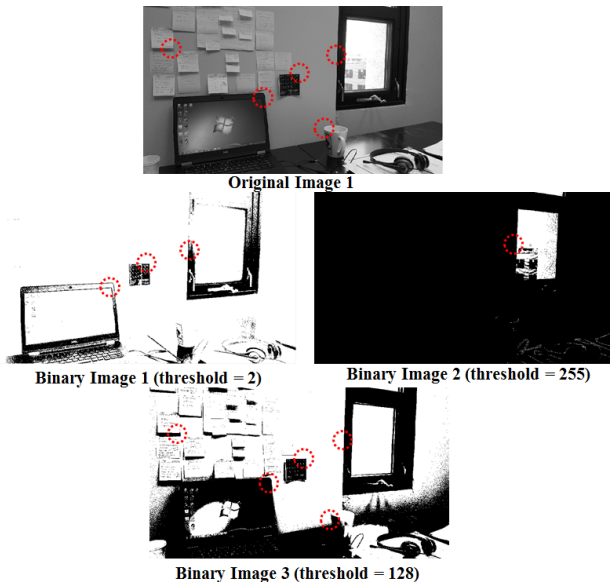 Original Image 1
Binary Image 1 (threshold = 2)
Binary Image 2 (threshold = 255)
Binary Image 3 (threshold = 128)